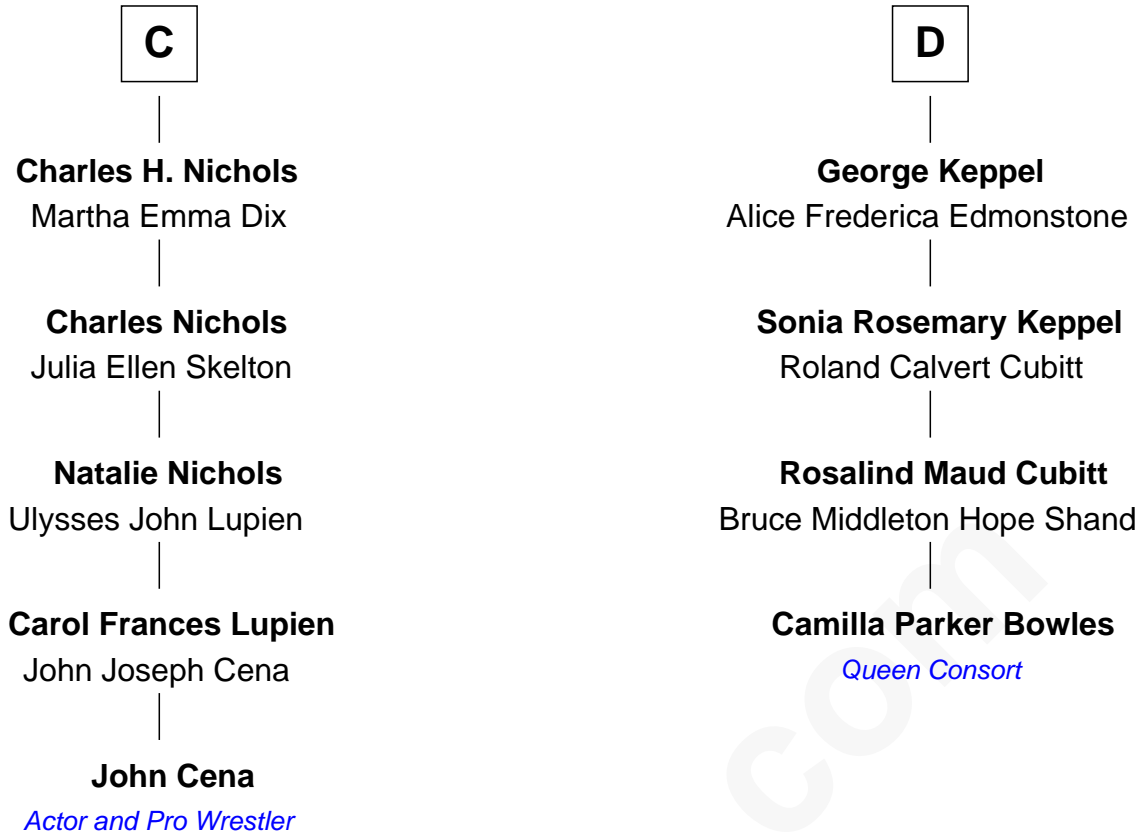 C
Charles H. Nichols
Martha Emma Dix
Charles Nichols
Julia Ellen Skelton
Natalie Nichols
Ulysses John Lupien
Carol Frances Lupien
John Joseph Cena
John Cena
Actor and Pro Wrestler
D
George Keppel
Alice Frederica Edmonstone
Sonia Rosemary Keppel
Roland Calvert Cubitt
Rosalind Maud Cubitt
Bruce Middleton Hope Shand
Camilla Parker Bowles
Queen Consort
com